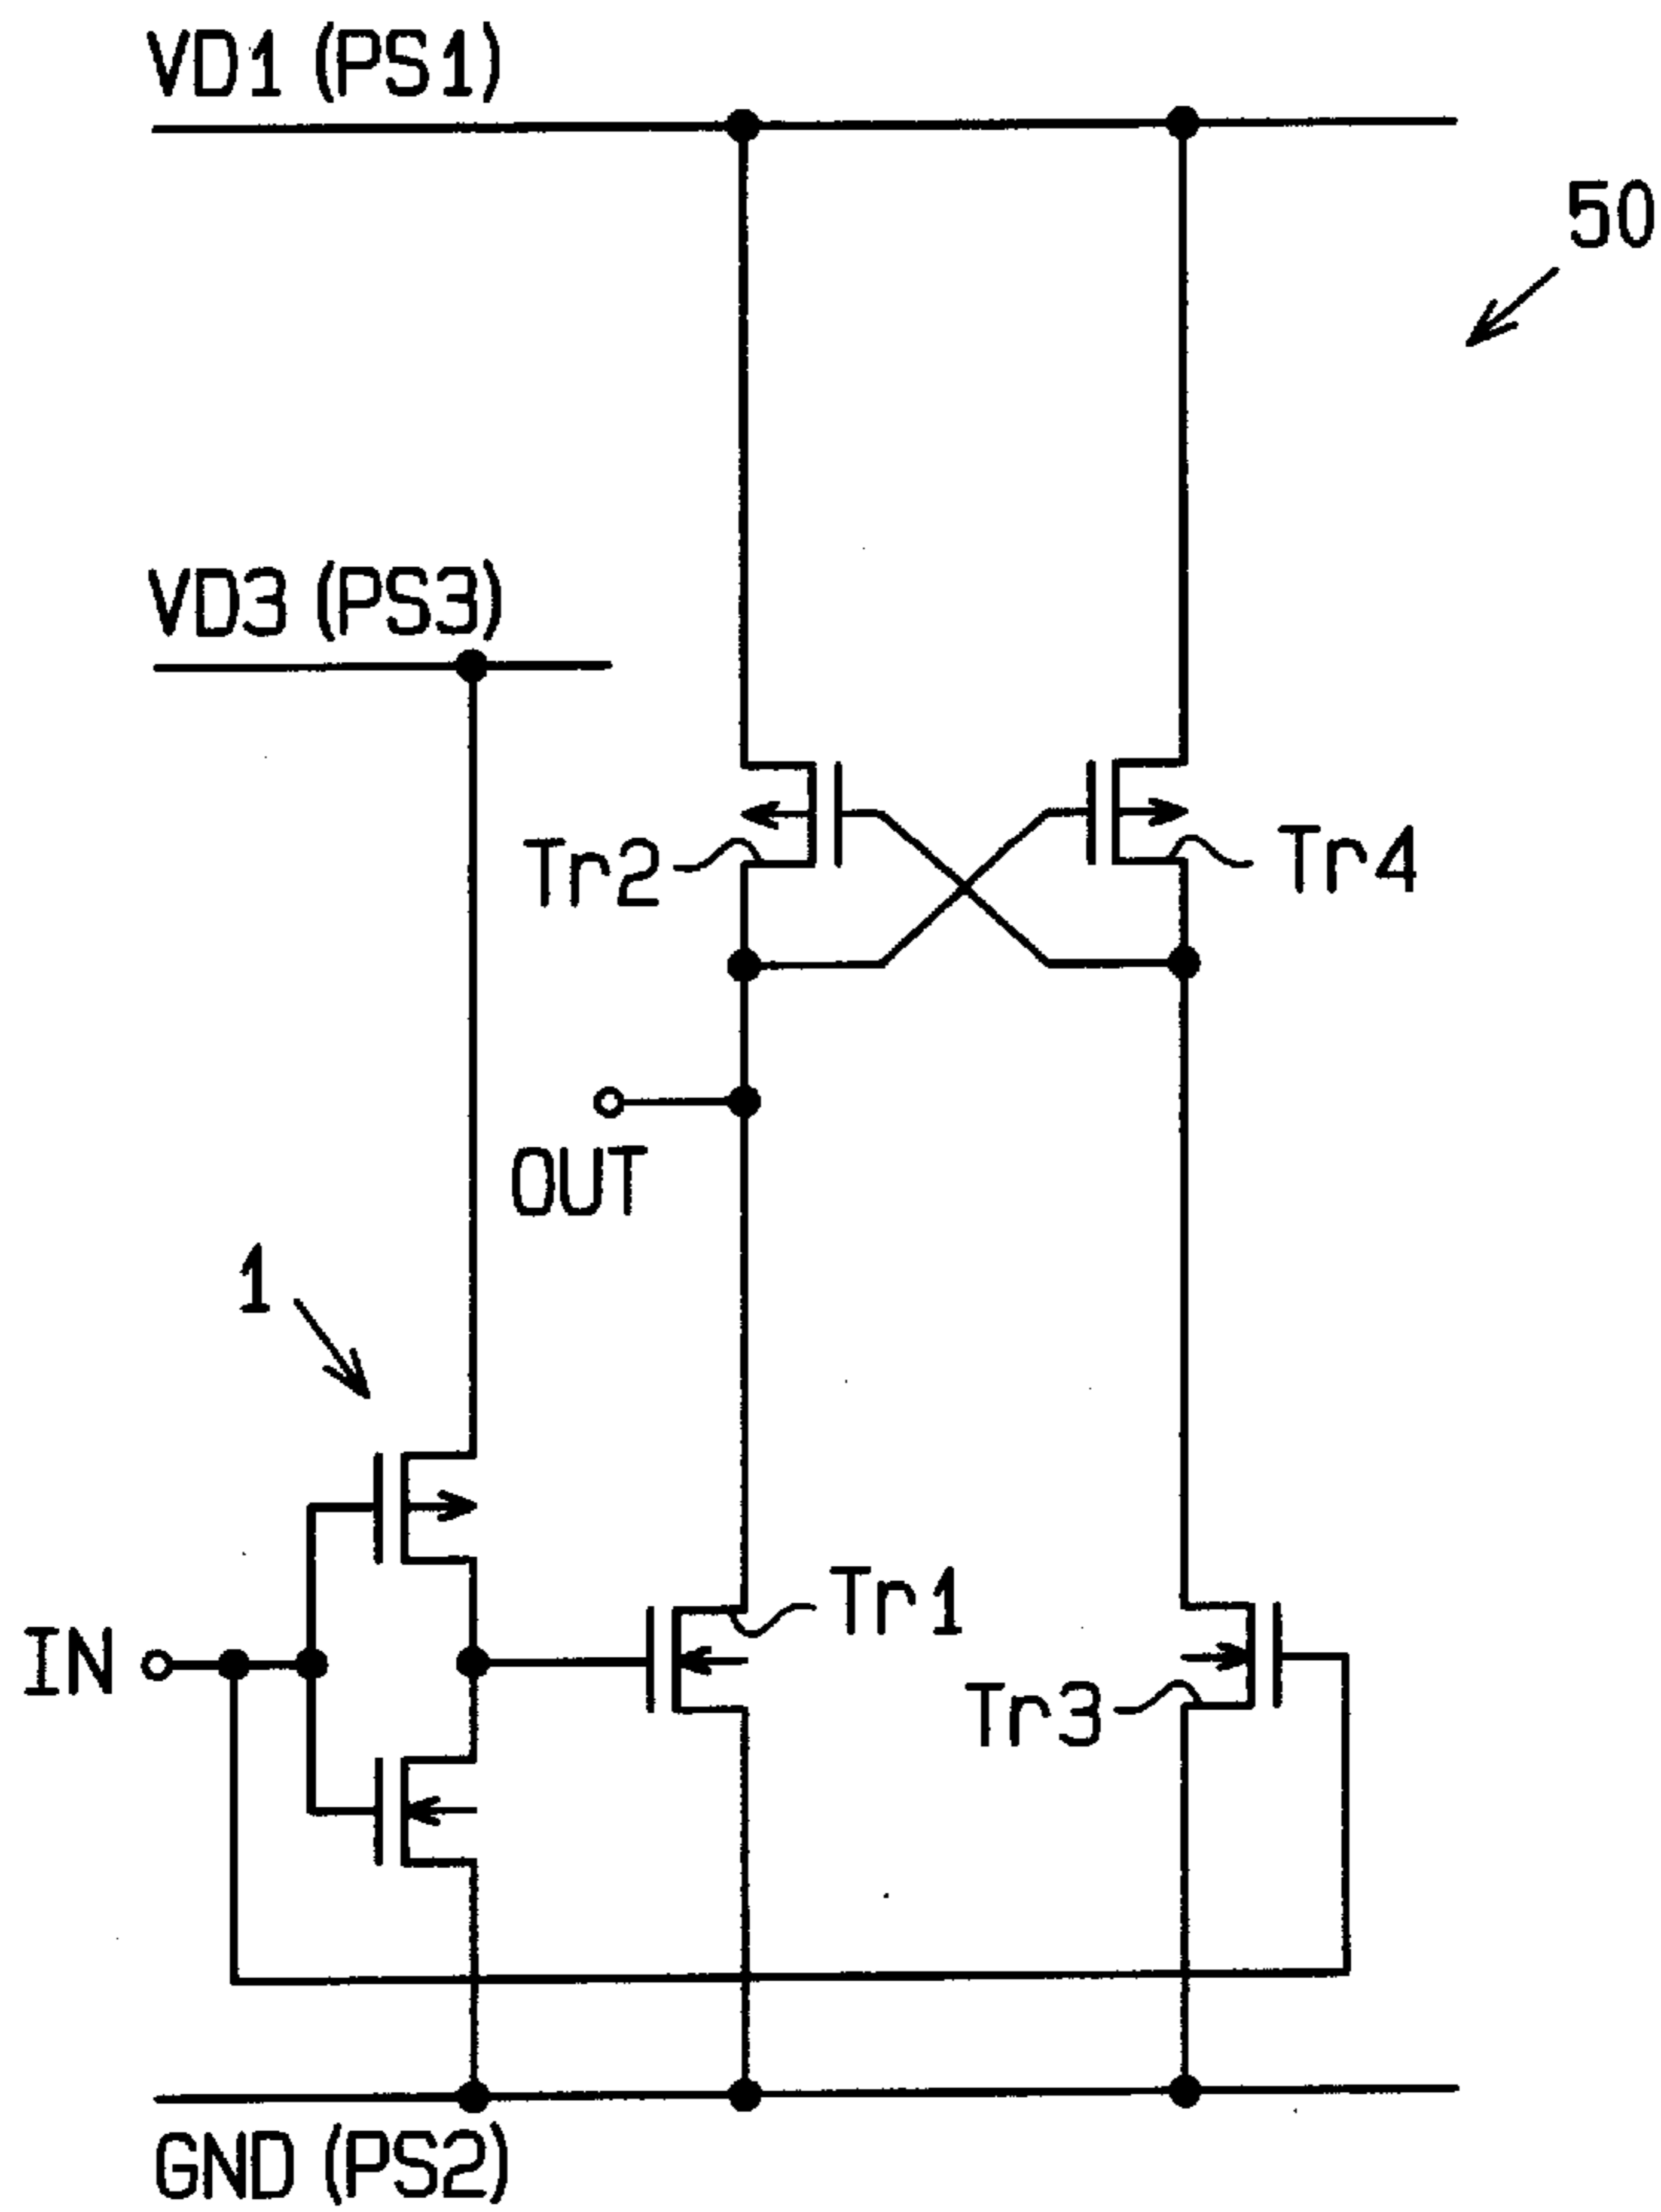 VD1 (PS1)
50
VD3 (PS3)
Tr2
Tr4
OUT
1
Tr1
IN
Tr3
GND (PS2)